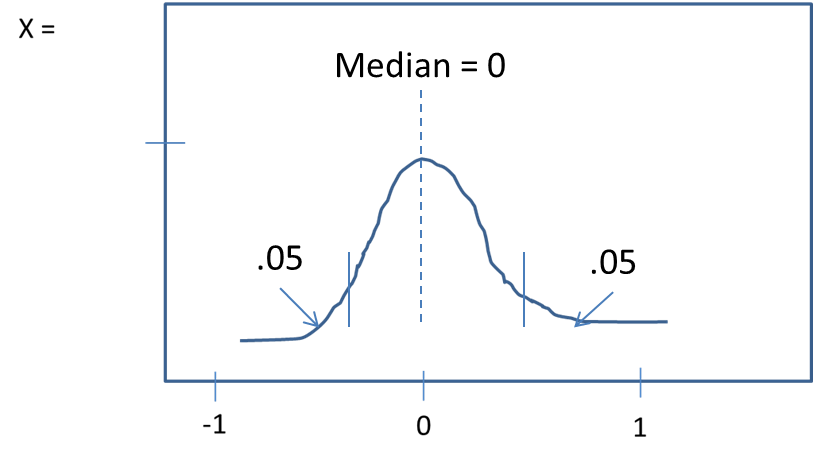 X =
Median = 0
.05
.05
-1
0
1